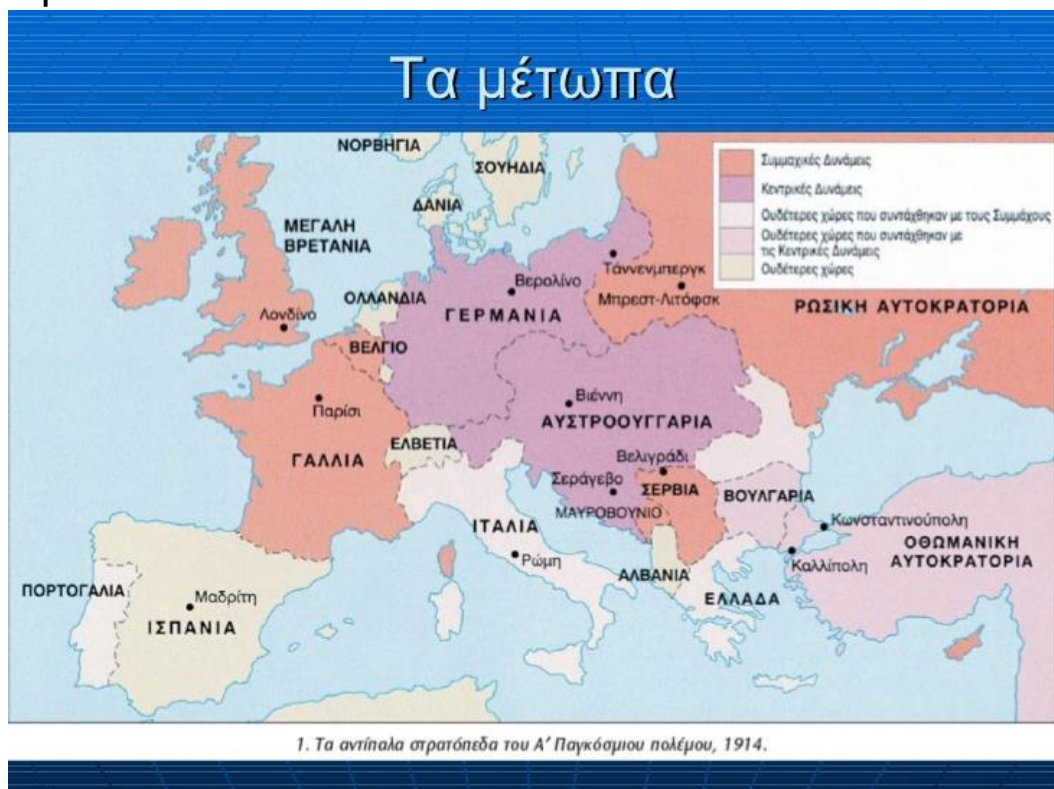 Τα μέτωπα
ΝΟΡΒΗΓΙΑ
ΣΟΥΗΔΙΑ
ΔΑΝΙΑ
ΜΕΓΑΛΗ
ΒΡΕΤΑΝΙΑ
Συμμαχικές Δυνάμεις
Κεντρικές Δυνάμεις
Ουδέτερες χώρες που συντάχθηκαν με τους Συμμάχους
Ουδέτερες χώρες που συντάχθηκαν με
τις Κεντρικές Δυνάμεις
Ουδέτερες χώρες
Τάννενμπεργκ
Βερολίνο
Μπρεστ-Λιτόφσκ
ΟΛΛΑΝΔΙΑ
ΓΕΡΜΑΝΙΑ
ΡΩΣΙΚΗ ΑΥΤΟΚΡΑΤΟΡΙΑ
Λονδίνο
ΒΕΛΓΙΟ
Παρίσι
Βιέννη
ΑΥΣΤΡΟΟΥΓΓΑΡΙΑ
ΕΛΒΕΤΙΑ
ΓΑΛΛΙΑ
Βελιγράδι
Σεράγεβο
ΣΕΡΒΙΑ
ΒΟΥΛΓΑΡΙΑ
ΜΑΥΡΟΒΟΥΝΙΟ
ΙΤΑΛΙΑ
Κωνσταντινούπολη
ΟΘΩΜΑΝΙΚΗ
ΑΥΤΟΚΡΑΤΟΡΙΑ
Ρώμη
Καλλίπολη
ΑΛΒΑΝΙΑ
ΕΛΛΑΔΑ
ΠΟΡΤΟΓΑΛΙΑ
Μαδρίτη
ΙΣΠΑΝΙΑ
1. Τα αντίπαλα στρατόπεδα του Α' Παγκόσμιου πολέμου, 1914.